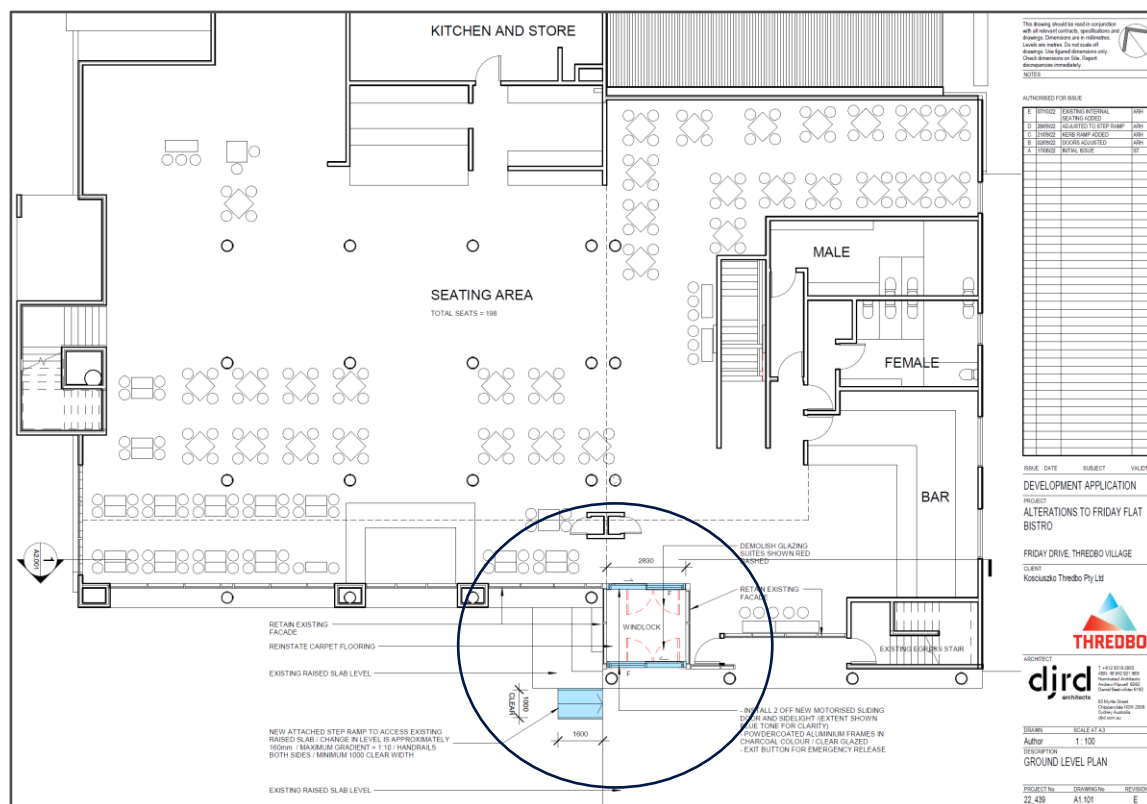 KITCHEN AND STORE
SEATING AREA
TOTAL SEATS = 198
MALE
FEMALE
BAR
1
A2.001
2830
DEMOLISH GLAZING
SUITES SHOWN RED
DASHED
RETAIN EXISTING
FACADE
WINDLOCK
F
F
EXISTING EGRESS STAIR
RETAIN EXISTING
FACADE
REINSTATE CARPET FLOORING
EXISTING RAISED SLAB LEVEL
1000
CLEAR
1600
NEW ATTACHED STEP RAMP TO ACCESS EXISTING
RAISED SLAB / CHANGE IN LEVEL IS APPROXIMATELY
160mm / MAXIMUM GRADIENT = 1:10 / HANDRAILS
BOTH SIDES / MINIMUM 1000 CLEAR WIDTH
EXISTING RAISED SLAB LEVEL
- INSTALL 2 OFF NEW MOTORISED SLIDING
DOOR AND SIDELIGHT (EXTENT SHOWN
BLUE TONE FOR CLARITY)
- POWDERCOATED ALUMINIUM FRAMES IN
CHARCOAL COLOUR / CLEAR GLAZED
- EXIT BUTTON FOR EMERGENCY RELEASE
This drawing should be read in conjunction
with all relevant contracts, specifications and
drawings. Dimensions are in millimetres.
Levels are metres. Do not scale off
drawings. Use figured dimensions only.
Check dimensions on Site. Report
discrepancies immediately.
NOTES
AUTHORISED FOR ISSUE
E EXISTING INTERNAL SEATING ADDED ARH
D ADJUSTED TO STEP RAMP ARH
C KERB RAMP ADDED ARH
B DOORS ADJUSTED ARH
A INITIAL ISSUE ST
ISSUE DATE SUBJECT
DEVELOPMENT APPLICATION
PROJECT
ALTERATIONS TO FRIDAY FLAT
BISTRO
FRIDAY DRIVE, THREDBO VILLAGE
CLIENT
Kosciuszko Thredbo Pty Ltd
THREDBO
ARCHITECT
djrd
architects
DRAWN SCALE AT A3
Author 1 : 100
DESCRIPTION
GROUND LEVEL PLAN
PROJECT No DRAWING No REVISION
22_439 A1.101 E